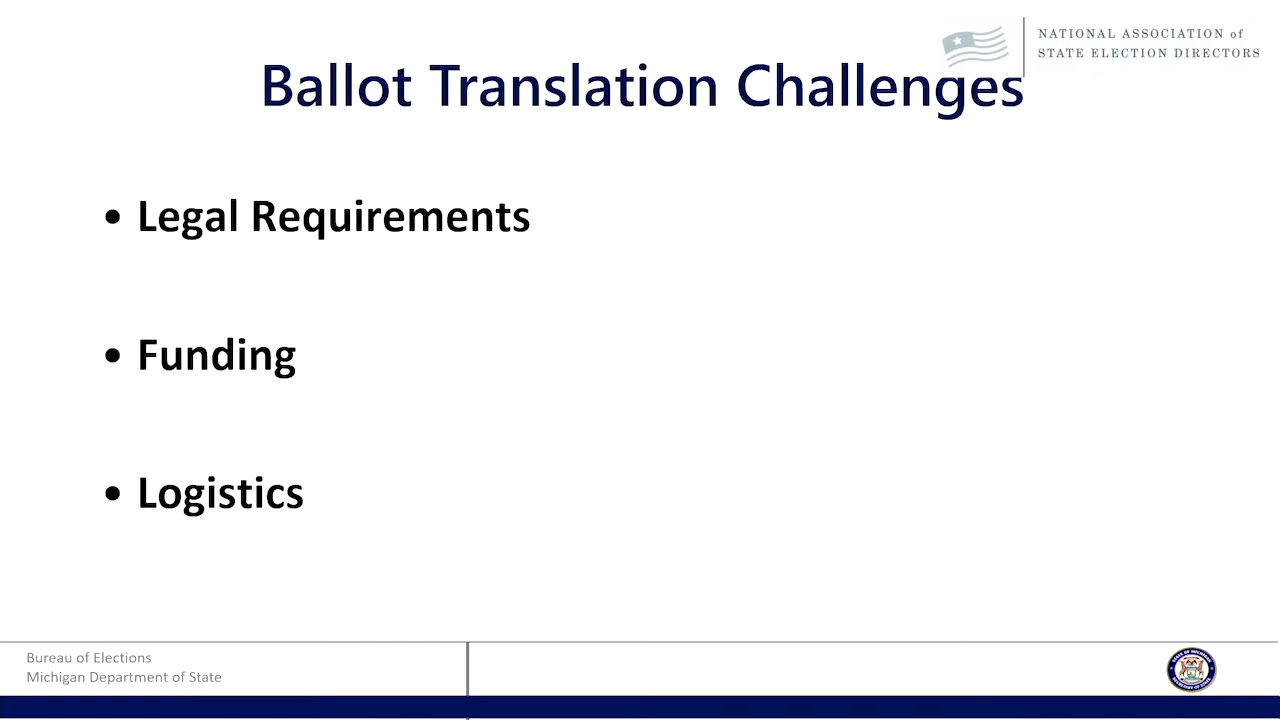 NATIONAL ASSOCIATION of
STATE ELECTION DIRECTORS
Ballot Translation Challenges
• Legal Requirements
• Funding
• Logistics
Bureau of Elections
Michigan Department of State